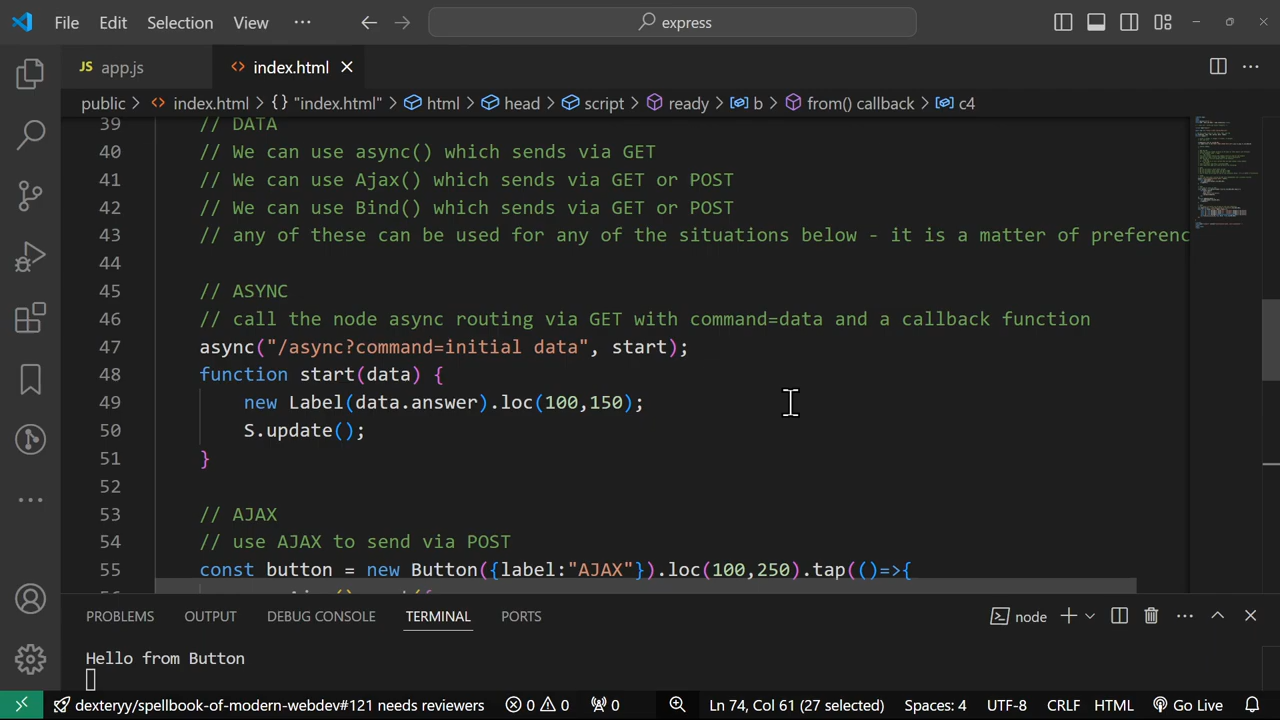 File Edit Selection View ··· express
JS app.js <> index.html
public > <> index.html > {} "index.html" > html > head > script > ready > b > from() callback > c4
39 // DATA
40 // We can use async() which sends via GET
41 // We can use Ajax() which sends via GET or POST
42 // We can use Bind() which sends via GET or POST
43 // any of these can be used for any of the situations below - it is a matter of preferenc
44
45 // ASYNC
46 // call the node async routing via GET with command=data and a callback function
47 async("/async?command=initial data", start);
48 function start(data) {
49 new Label(data.answer).loc(100,150);
50 S.update();
51 }
52
53 // AJAX
54 // use AJAX to send via POST
55 const button = new Button({label:"AJAX"}).loc(100,250).tap(()=>{
PROBLEMS OUTPUT DEBUG CONSOLE TERMINAL PORTS node
Hello from Button
dexteryy/spellbook-of-modern-webdev#121 needs reviewers 0 0 0 Ln 74, Col 61 (27 selected) Spaces: 4 UTF-8 CRLF HTML Go Live